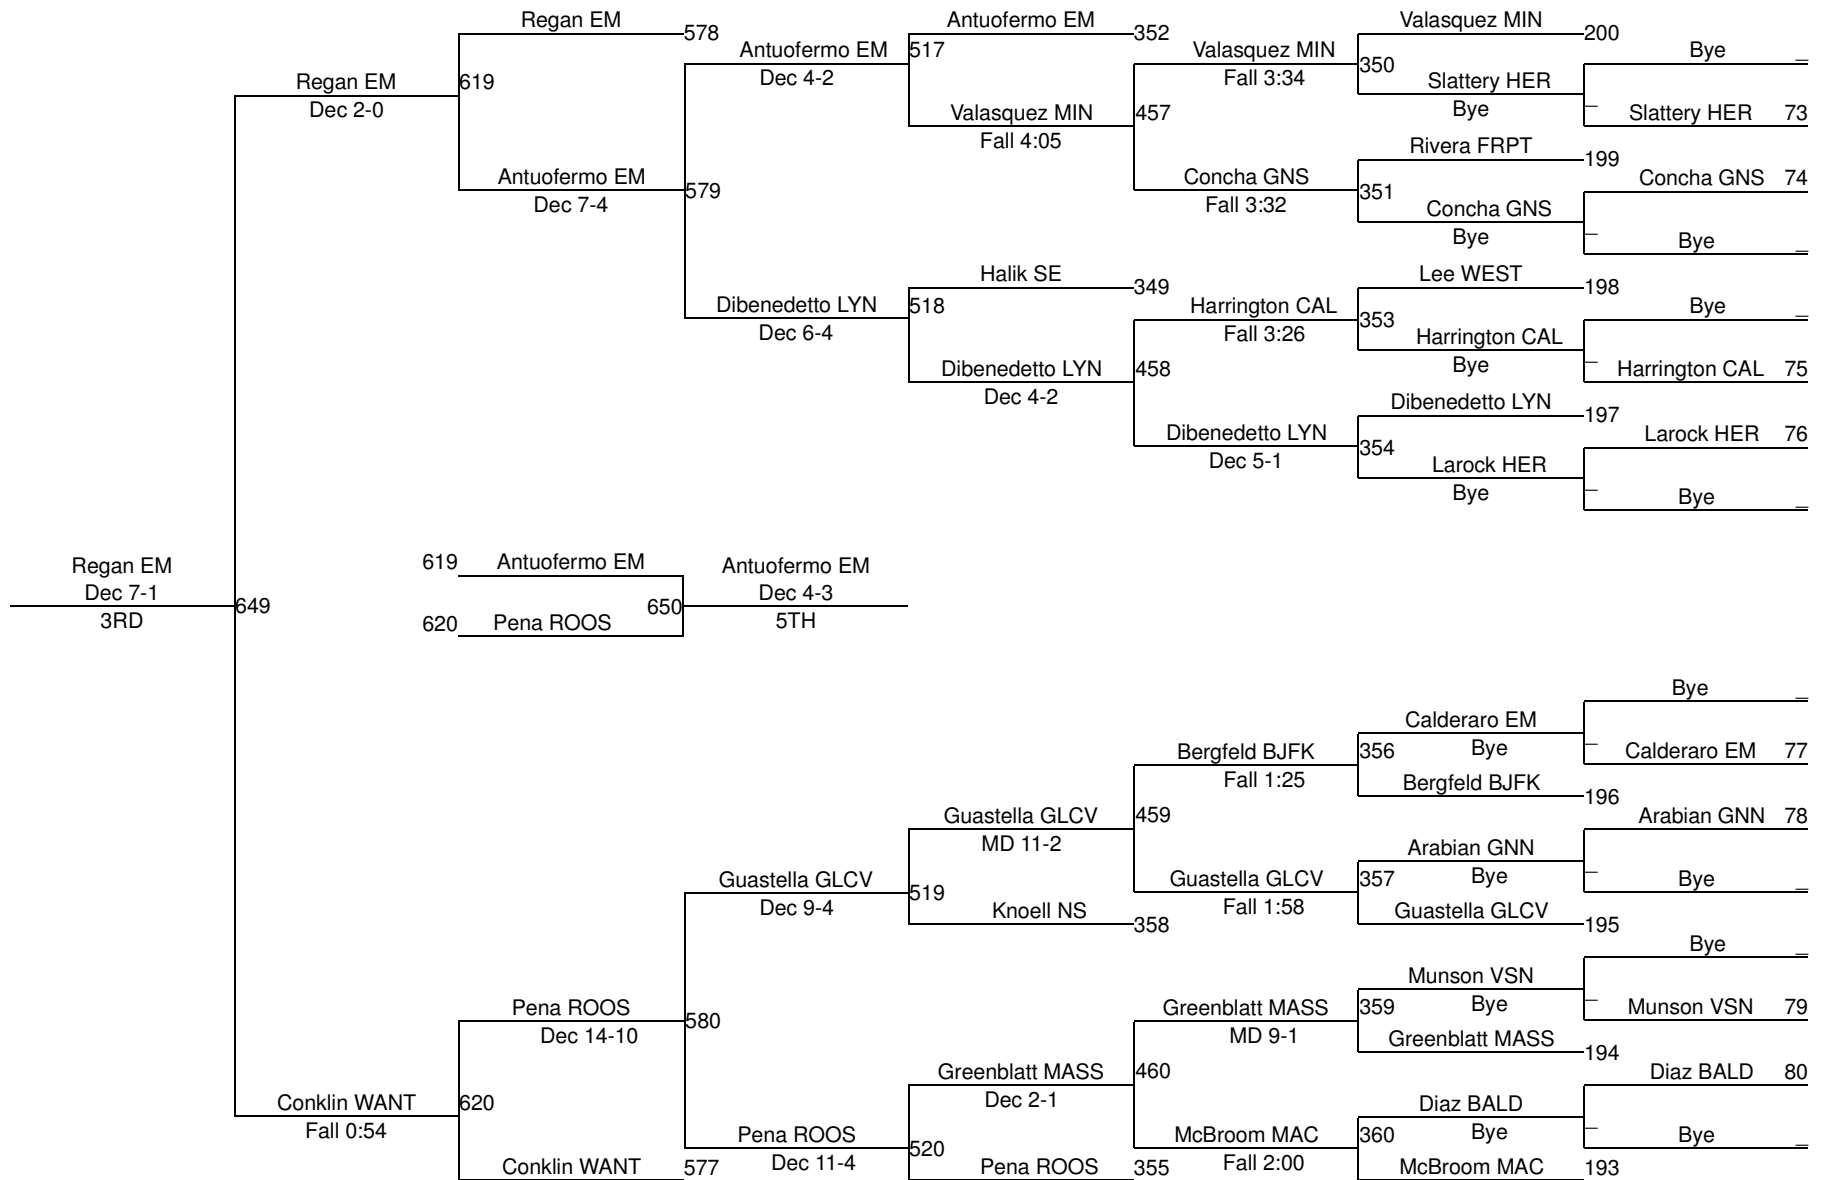 Regan EM
578
Antuofermo EM
352
Valasquez MIN
200
Regan EM
Dec 2-0
619
Antuofermo EM
Dec 4-2
517
Valasquez MIN
Fall 3:34
350
Slattery HER
Bye
Bye _
_
Slattery HER 73
Valasquez MIN
Fall 4:05
457
Rivera FRPT
199
Antuofermo EM
Dec 7-4
579
Concha GNS
Fall 3:32
351
Concha GNS
Bye
Concha GNS 74
_
Bye _
Halik SE
349
Lee WEST
198
Dibenedetto LYN
Dec 6-4
518
Harrington CAL
Fall 3:26
353
Harrington CAL
Bye
Bye _
_
Harrington CAL 75
Dibenedetto LYN
Dec 4-2
458
Dibenedetto LYN
197
Dibenedetto LYN
Dec 5-1
354
Larock HER
Bye
Larock HER 76
_
Bye _
Regan EM
Dec 7-1
3RD
649
619 Antuofermo EM
620 Pena ROOS
650
Antuofermo EM
Dec 4-3
5TH
Bye _
Calderaro EM
Bye
_
Calderaro EM 77
Bergfeld BJFK
Fall 1:25
356
Bergfeld BJFK
196
Guastella GLCV
MD 11-2
459
Arabian GNN
Bye
Arabian GNN 78
_
Bye _
Guastella GLCV
Dec 9-4
519
Guastella GLCV
Fall 1:58
357
Guastella GLCV
195
Knoell NS
358
Bye _
Munson VSN
Bye
_
Munson VSN 79
Pena ROOS
Dec 14-10
580
Greenblatt MASS
MD 9-1
359
Greenblatt MASS
194
Greenblatt MASS
Dec 2-1
460
Diaz BALD
Bye
Diaz BALD 80
_
Bye _
Conklin WANT
Fall 0:54
620
Pena ROOS
Dec 11-4
520
McBroom MAC
Fall 2:00
360
Conklin WANT
577
Pena ROOS
355
McBroom MAC
193